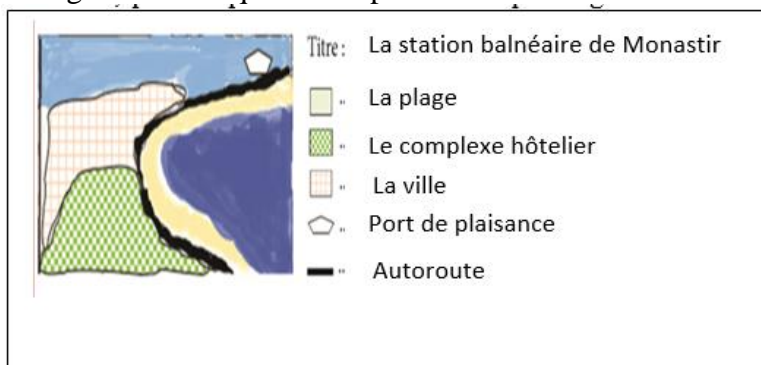 Titre : La station balnéaire de Monastir
La plage
Le complexe hôtelier
La ville
Port de plaisance
Autoroute